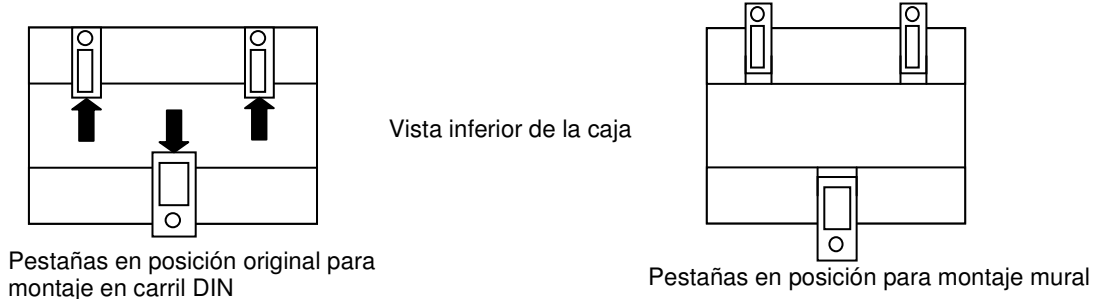 Vista inferior de la caja
Pestañas en posición original para
montaje en carril DIN
Pestañas en posición para montaje mural